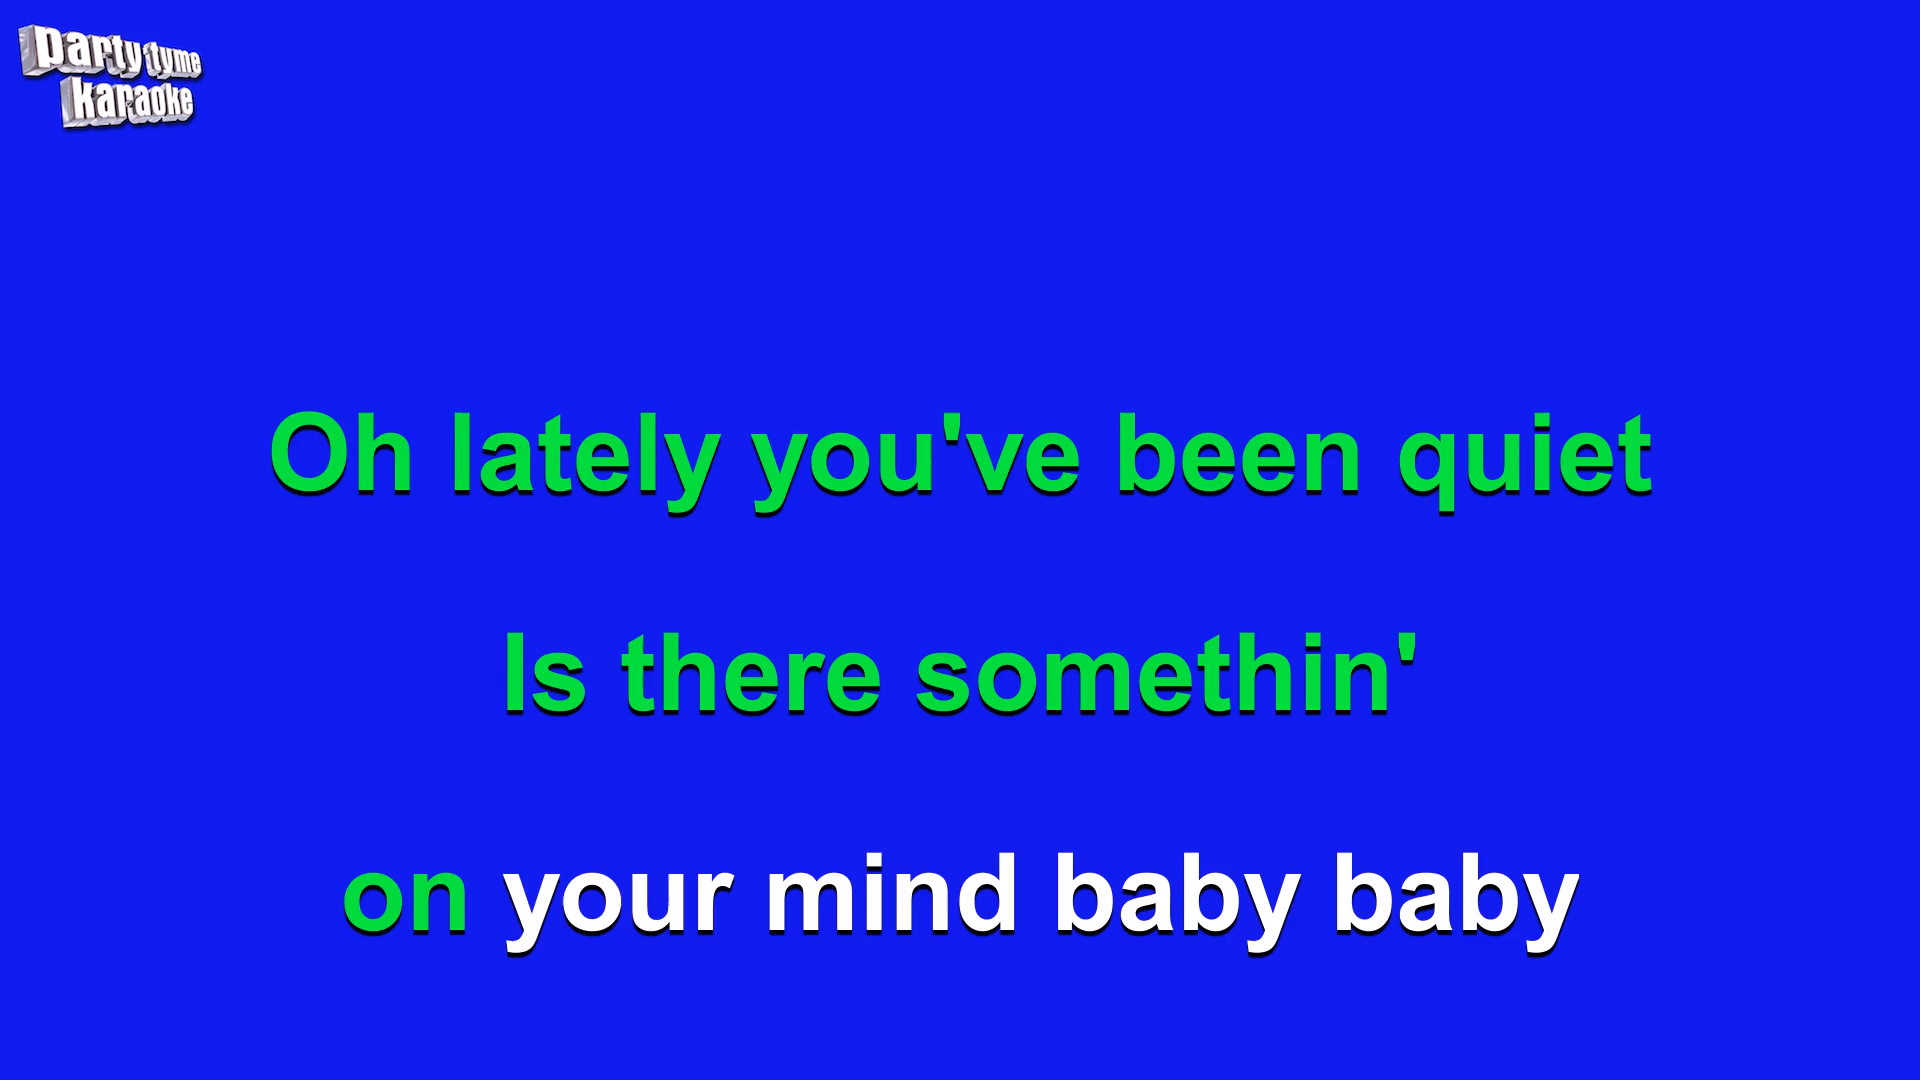 party tyme
karaoke
Oh lately you've been quiet
Is there somethin'
on your mind baby baby